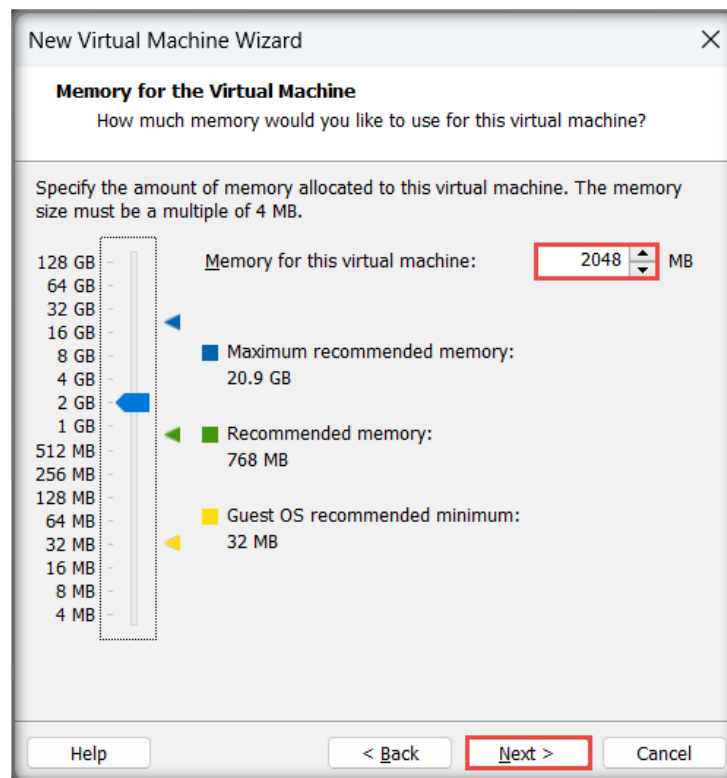 New Virtual Machine Wizard
Memory for the Virtual Machine
How much memory would you like to use for this virtual machine?
Specify the amount of memory allocated to this virtual machine. The memory
size must be a multiple of 4 MB.
Memory for this virtual machine: 2048 MB
128 GB
64 GB
32 GB
16 GB
8 GB
4 GB
2 GB
1 GB
512 MB
256 MB
128 MB
64 MB
32 MB
16 MB
8 MB
4 MB
Maximum recommended memory:
20.9 GB
Recommended memory:
768 MB
Guest OS recommended minimum:
32 MB
Help < Back Next > Cancel